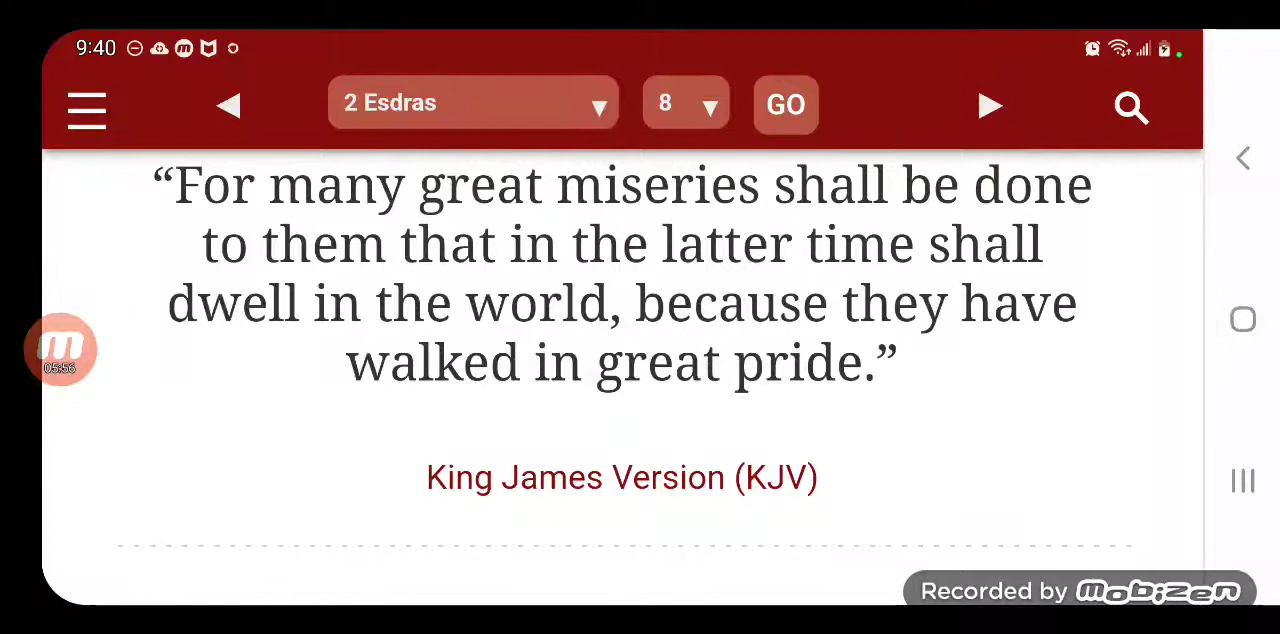 9:40
2 Esdras
8
GO
“For many great miseries shall be done
to them that in the latter time shall
dwell in the world, because they have
walked in great pride.”
05:56
King James Version (KJV)
Recorded by mobizen